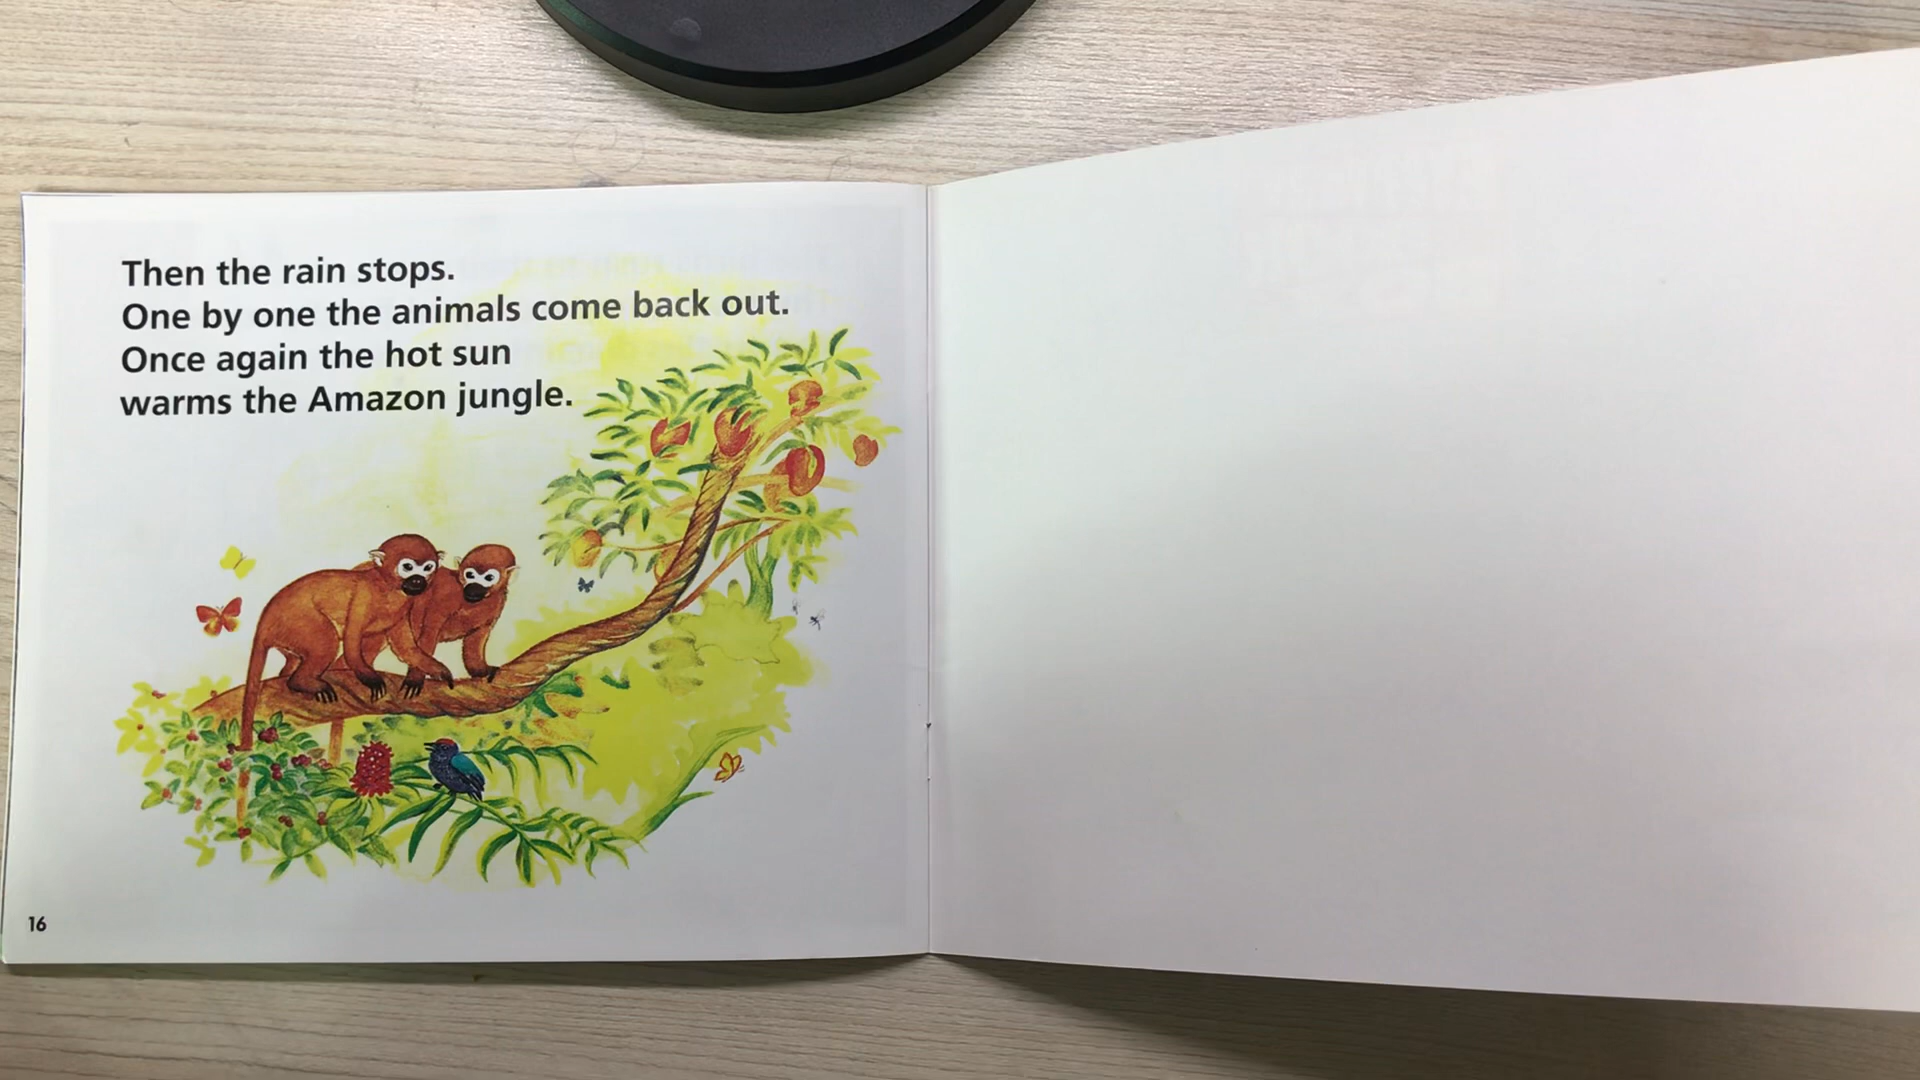 Then the rain stops.
One by one the animals come back out.
Once again the hot sun
warms the Amazon jungle.
16